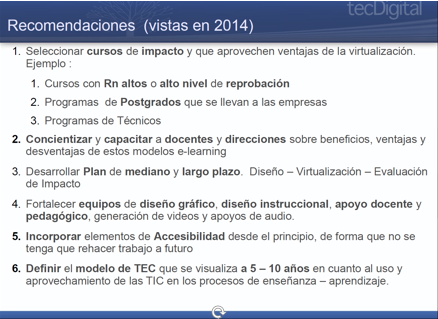 tecDigital
Recomendaciones (vistas en 2014)
1. Seleccionar cursos de impacto y que aprovechen ventajas de la virtualización.
Ejemplo :
1. Cursos con Rn altos o alto nivel de reprobación
2. Programas de Postgrados que se llevan a las empresas
3. Programas de Técnicos
2. Concientizar y capacitar a docentes y direcciones sobre beneficios, ventajas y
desventajas de estos modelos e-learning
3. Desarrollar Plan de mediano y largo plazo. Diseño – Virtualización – Evaluación
de Impacto
4. Fortalecer equipos de diseño gráfico, diseño instruccional, apoyo docente y
pedagógico, generación de videos y apoyos de audio.
5. Incorporar elementos de Accesibilidad desde el principio, de forma que no se
tenga que rehacer trabajo a futuro
6. Definir el modelo de TEC que se visualiza a 5 – 10 años en cuanto al uso y
aprovechamiento de las TIC en los procesos de enseñanza – aprendizaje.